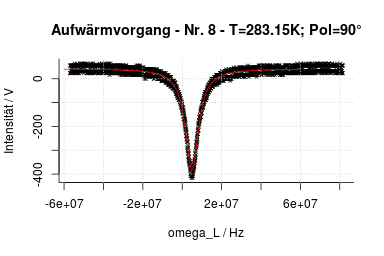 Aufwärmvorgang - Nr. 8 - T=283.15K; Pol=90°
Intensität / V
0
-200
-400
-6e+07 -2e+07 2e+07 6e+07
omega_L / Hz